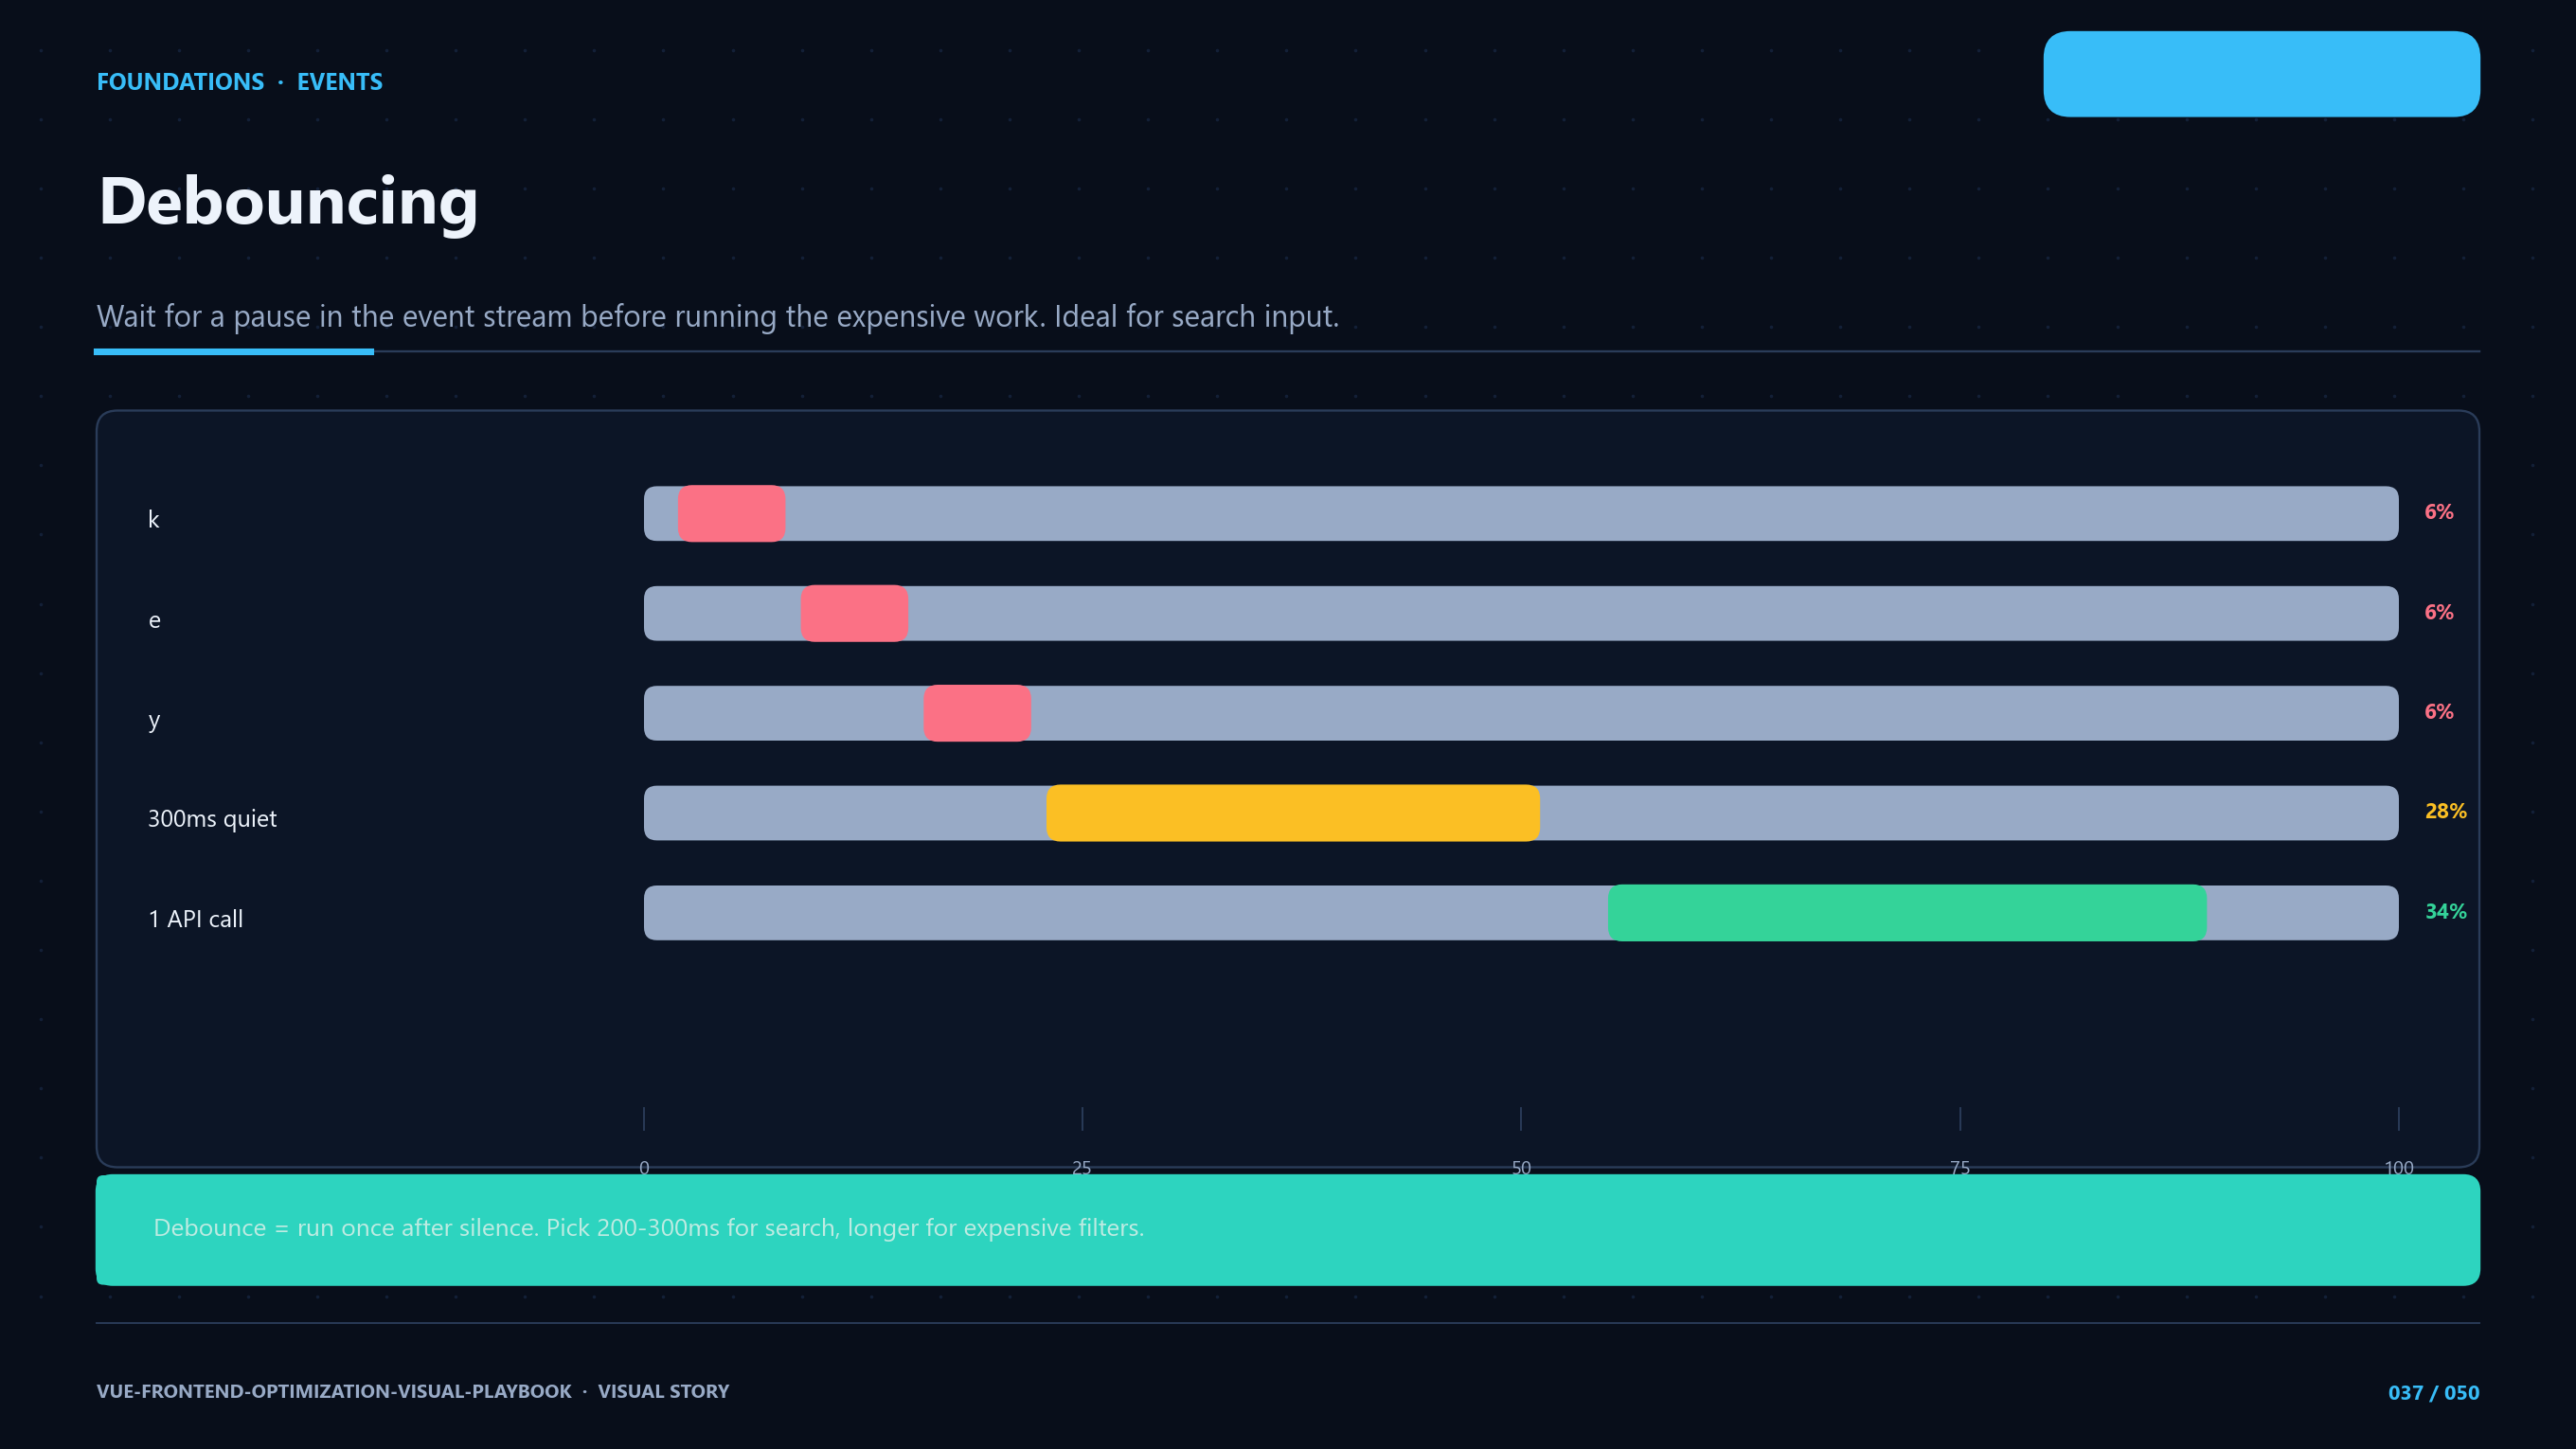 FOUNDATIONS · EVENTS
Debouncing
Wait for a pause in the event stream before running the expensive work. Ideal for search input.
k 6%
e 6%
y 6%
300ms quiet 28%
1 API call 34%
0 25 50 75 100
Debounce = run once after silence. Pick 200-300ms for search, longer for expensive filters.
VUE-FRONTEND-OPTIMIZATION-VISUAL-PLAYBOOK · VISUAL STORY
037 / 050